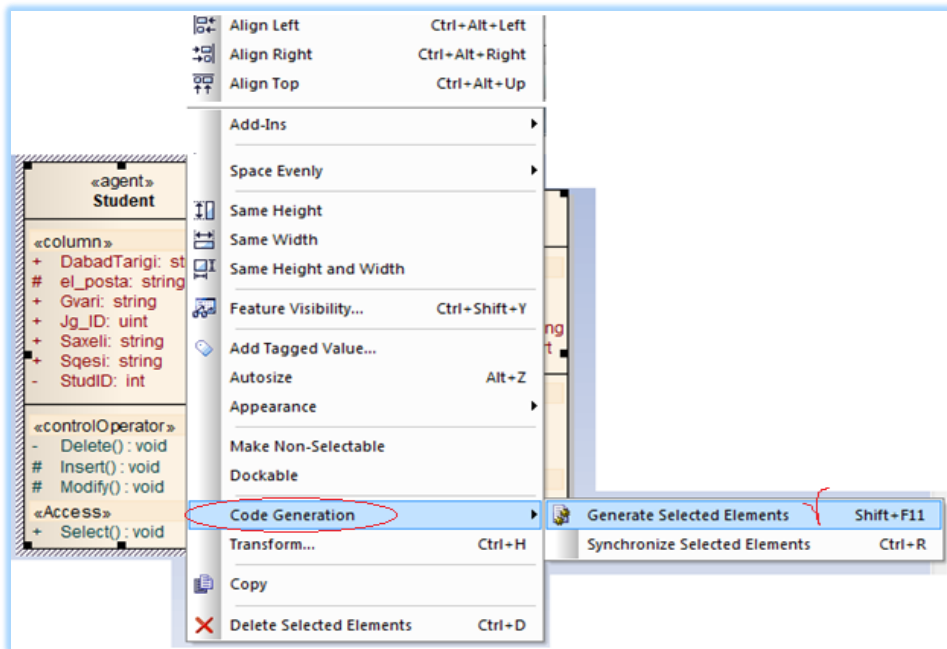 Align Left Ctrl+Alt+Left
Align Right Ctrl+Alt+Right
Align Top Ctrl+Alt+Up
Add-Ins
Space Evenly
Same Height
Same Width
Same Height and Width
Feature Visibility... Ctrl+Shift+Y
Add Tagged Value...
Autosize Alt+Z
Appearance
Make Non-Selectable
Dockable
Code Generation
Transform... Ctrl+H
Copy
Delete Selected Elements Ctrl+D
Generate Selected Elements Shift+F11
Synchronize Selected Elements Ctrl+R
«agent»
Student
«column»
+ DabadTarigi: st
# el_posta: string
+ Gvari: string
+ Jg_ID: uint
+ Saxeli: string
+ Sqesi: string
- StudID: int
«controlOperator»
- Delete() : void
# Insert() : void
# Modify() : void
«Access»
+ Select() : void
ng
t